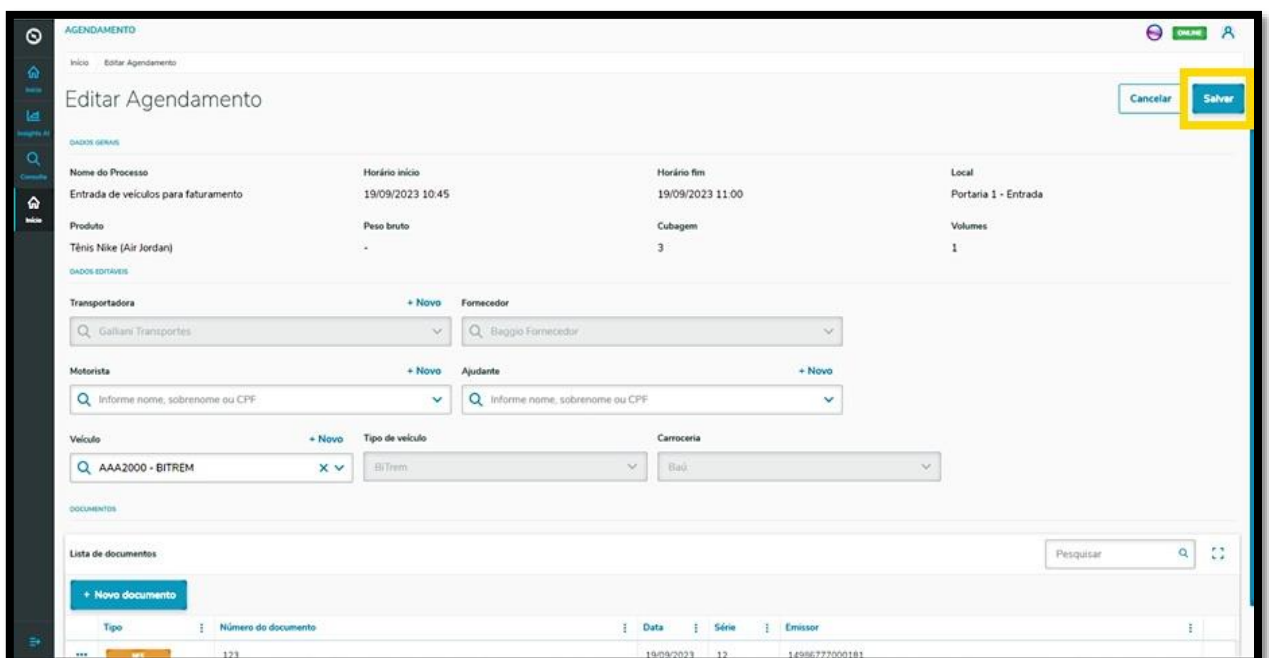 AGENDAMENTO
ONLINE
Início Editar Agendamento
Início
Editar Agendamento
Cancelar
Salvar
Insights AI
DADOS GERAIS
Consulta
Nome do Processo Horário início Horário fim Local
Entrada de veículos para faturamento 19/09/2023 10:45 19/09/2023 11:00 Portaria 1 - Entrada
Início
Produto Peso bruto Cubagem Volumes
Tênis Nike (Air Jordan) - 3 1
DADOS EDITÁVEIS
Transportadora + Novo Fornecedor
Galliani Transportes Baggio Fornecedor
Motorista + Novo Ajudante + Novo
Informe nome, sobrenome ou CPF Informe nome, sobrenome ou CPF
Veículo + Novo Tipo de veículo Carroceria
AAA2000 - BITREM X BiTrem Baú
DOCUMENTOS
Lista de documentos Pesquisar
+ Novo documento
Tipo Número do documento Data Série Emissor
123 19/09/2023 12 14986777000181